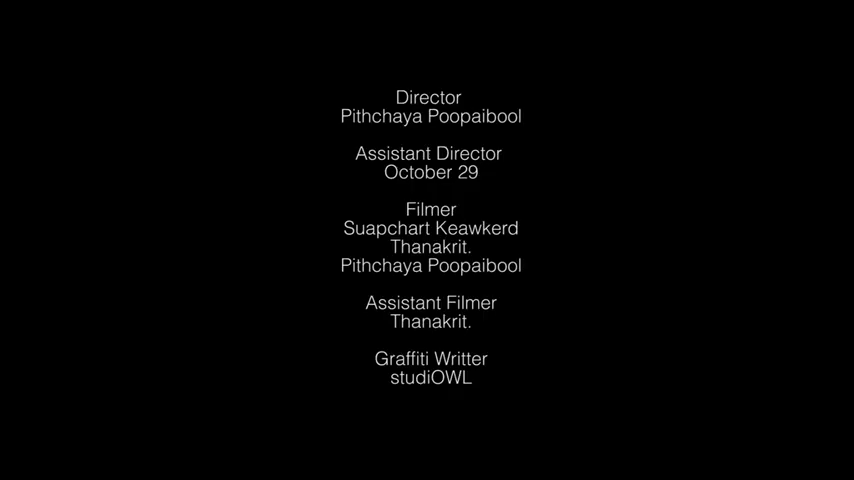 Director
Pithchaya Poopaibool
Assistant Director
October 29
Filmer
Suapchart Keawkerd
Thanakrit.
Pithchaya Poopaibool
Assistant Filmer
Thanakrit.
Graffiti Writter
studiOWL